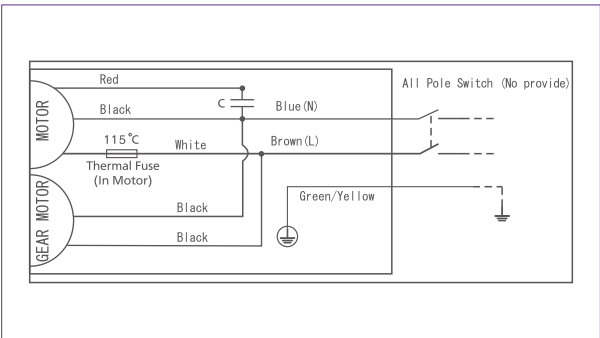 Red
All Pole Switch (No provide)
C
Blue(N)
Black
MOTOR
115°C
White
Brown(L)
Thermal Fuse
(In Motor)
Green/Yellow
Black
GEAR MOTOR
Black